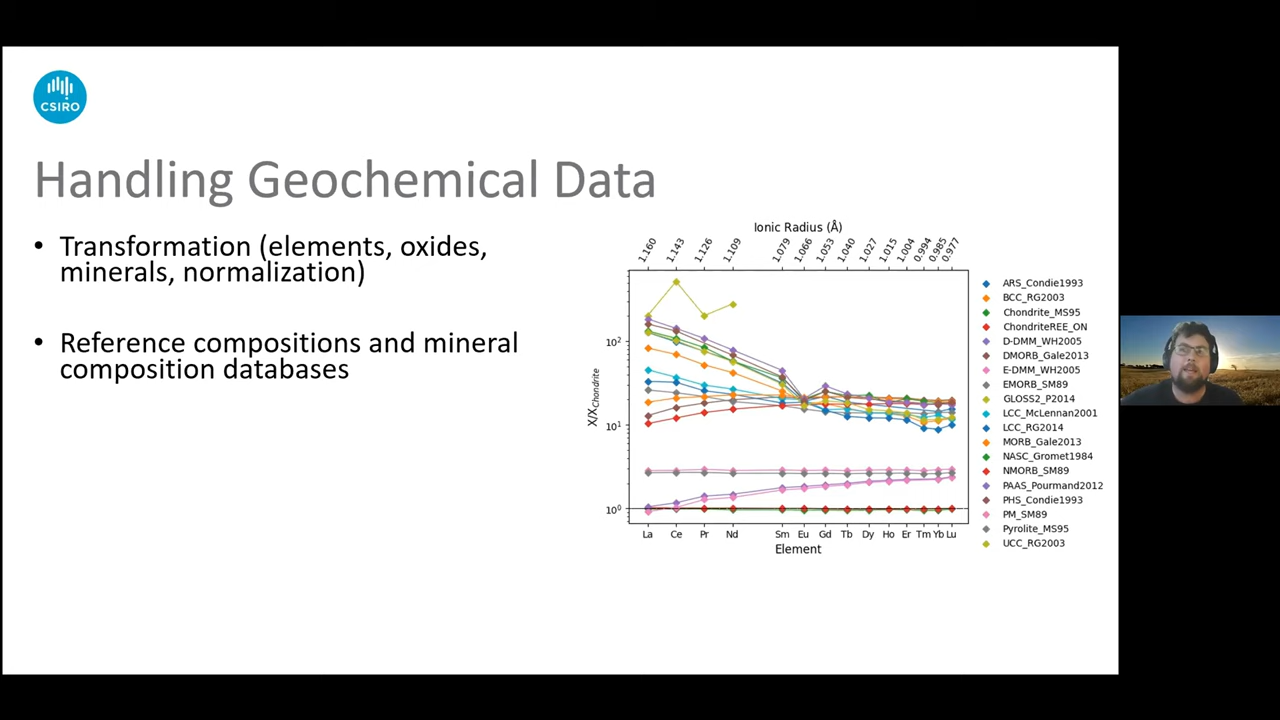 CSIRO
Handling Geochemical Data
• Transformation (elements, oxides,
minerals, normalization)
• Reference compositions and mineral
composition databases
Ionic Radius (Å)
1.160 1.143 1.126 1.109 1.079 1.066 1.053 1.040 1.027 1.015 1.004 0.994 0.985 0.977
X/X_Chondrite
10²
10¹
10⁰
La Ce Pr Nd Sm Eu Gd Tb Dy Ho Er Tm Yb Lu
Element
ARS_Condie1993
BCC_RG2003
Chondrite_MS95
ChondriteREE_ON
D-DMM_WH2005
DMORB_Gale2013
E-DMM_WH2005
EMORB_SM89
GLOSS2_P2014
LCC_McLennan2001
LCC_RG2014
MORB_Gale2013
NASC_Gromet1984
NMORB_SM89
PAAS_Pourmand2012
PHS_Condie1993
PM_SM89
Pyrolite_MS95
UCC_RG2003